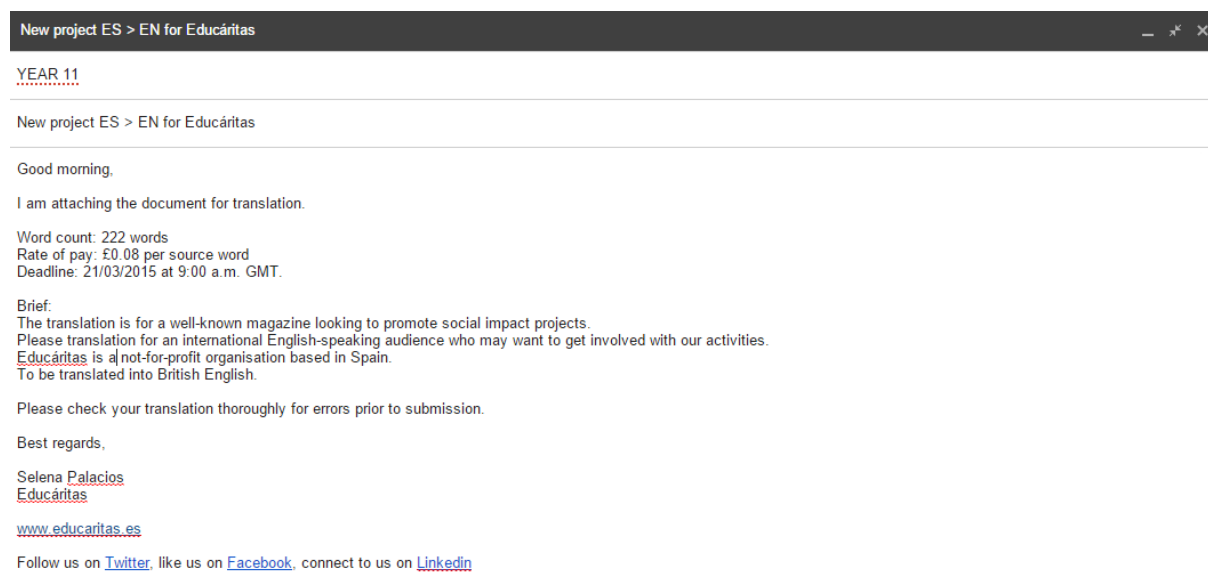 New project ES > EN for Educáritas
YEAR 11
New project ES > EN for Educáritas
Good morning,
I am attaching the document for translation.
Word count: 222 words
Rate of pay: £0.08 per source word
Deadline: 21/03/2015 at 9:00 a.m. GMT.
Brief:
The translation is for a well-known magazine looking to promote social impact projects.
Please translation for an international English-speaking audience who may want to get involved with our activities.
Educáritas is a not-for-profit organisation based in Spain.
To be translated into British English.
Please check your translation thoroughly for errors prior to submission.
Best regards,
Selena Palacios
Educáritas
www.educaritas.es
Follow us on Twitter, like us on Facebook, connect to us on Linkedin